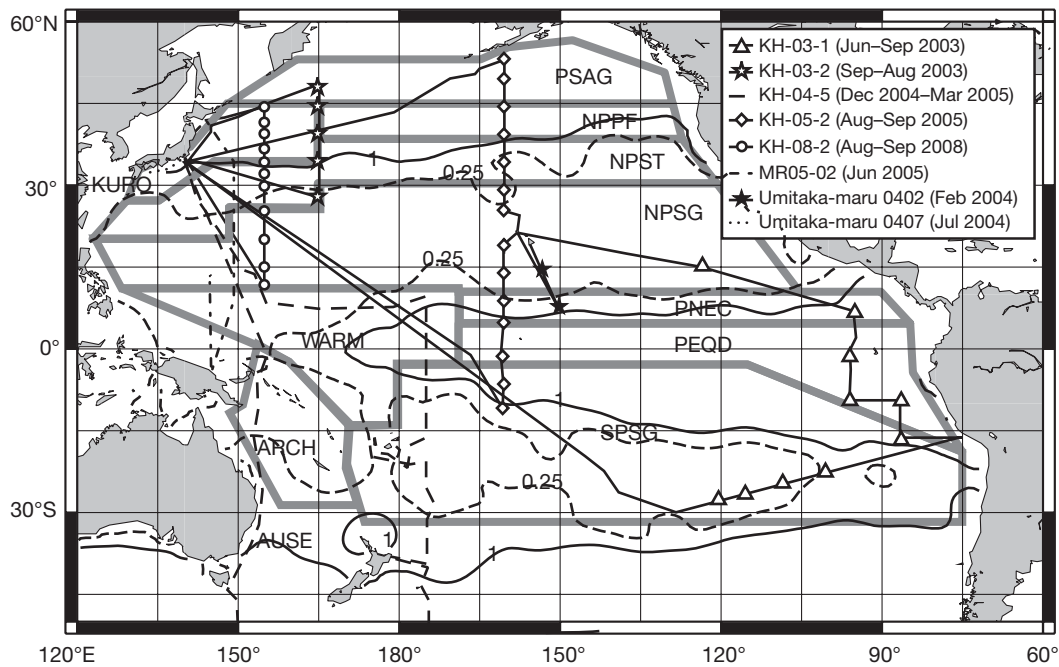 60°N
30°
0°
30°S
120°E
150°
180°
150°
120°
90°
60°
KH-03-1 (Jun–Sep 2003)
KH-03-2 (Sep–Aug 2003)
KH-04-5 (Dec 2004–Mar 2005)
KH-05-2 (Aug–Sep 2005)
KH-08-2 (Aug–Sep 2008)
MR05-02 (Jun 2005)
Umitaka-maru 0402 (Feb 2004)
Umitaka-maru 0407 (Jul 2004)
PSAG
NPPF
1
NPST
0.25
KURO
NPSG
0.25
PNEC
WARM
PEQD
1
SPSG
ARCH
0.25
AUSE
1
1